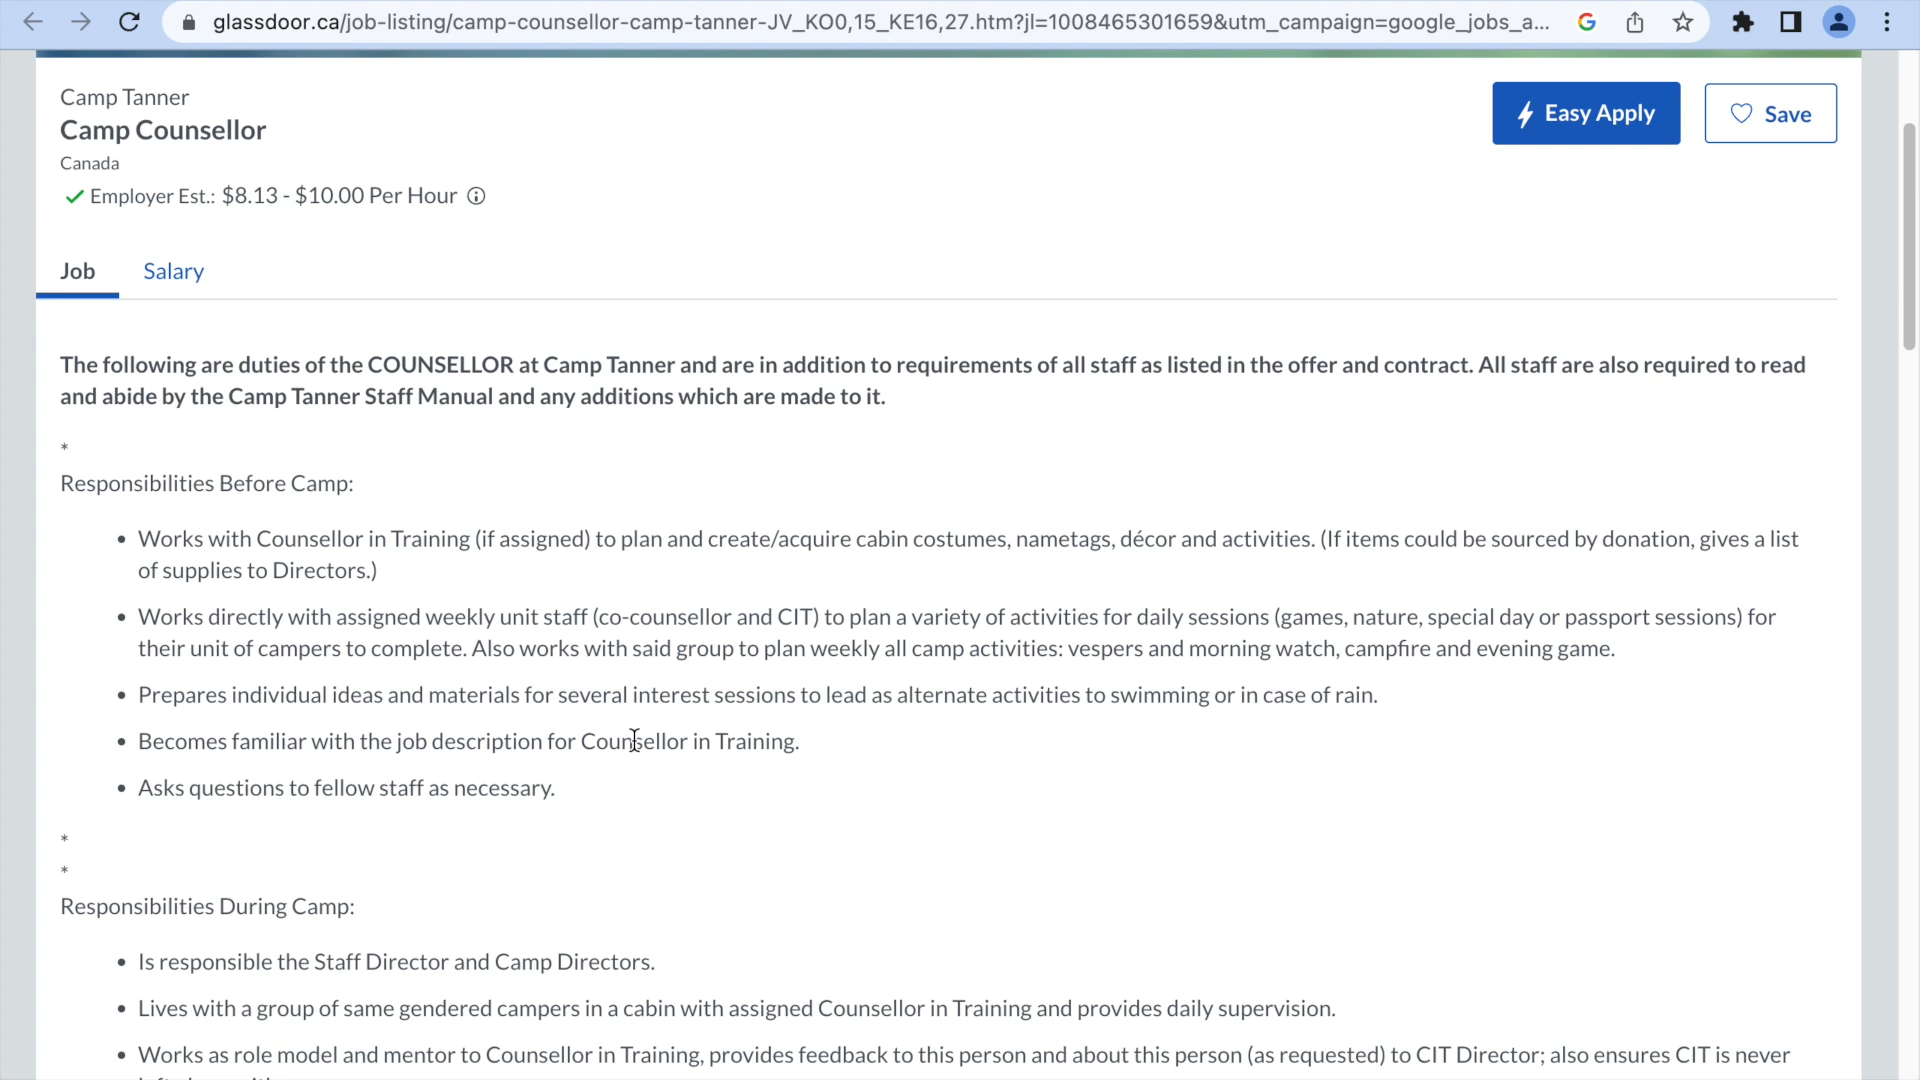 glassdoor.ca/job-listing/camp-counsellor-camp-tanner-JV_KO0,15_KE16,27.htm?jl=1008465301659&utm_campaign=google_jobs_a...
Camp Tanner
Camp Counsellor
Canada
Employer Est.: $8.13 - $10.00 Per Hour
Easy Apply
Save
Job
Salary
The following are duties of the COUNSELLOR at Camp Tanner and are in addition to requirements of all staff as listed in the offer and contract. All staff are also required to read
and abide by the Camp Tanner Staff Manual and any additions which are made to it.
*
Responsibilities Before Camp:
• Works with Counsellor in Training (if assigned) to plan and create/acquire cabin costumes, nametags, décor and activities. (If items could be sourced by donation, gives a list
of supplies to Directors.)
• Works directly with assigned weekly unit staff (co-counsellor and CIT) to plan a variety of activities for daily sessions (games, nature, special day or passport sessions) for
their unit of campers to complete. Also works with said group to plan weekly all camp activities: vespers and morning watch, campfire and evening game.
• Prepares individual ideas and materials for several interest sessions to lead as alternate activities to swimming or in case of rain.
• Becomes familiar with the job description for Counsellor in Training.
• Asks questions to fellow staff as necessary.
*
*
Responsibilities During Camp:
• Is responsible the Staff Director and Camp Directors.
• Lives with a group of same gendered campers in a cabin with assigned Counsellor in Training and provides daily supervision.
• Works as role model and mentor to Counsellor in Training, provides feedback to this person and about this person (as requested) to CIT Director; also ensures CIT is never